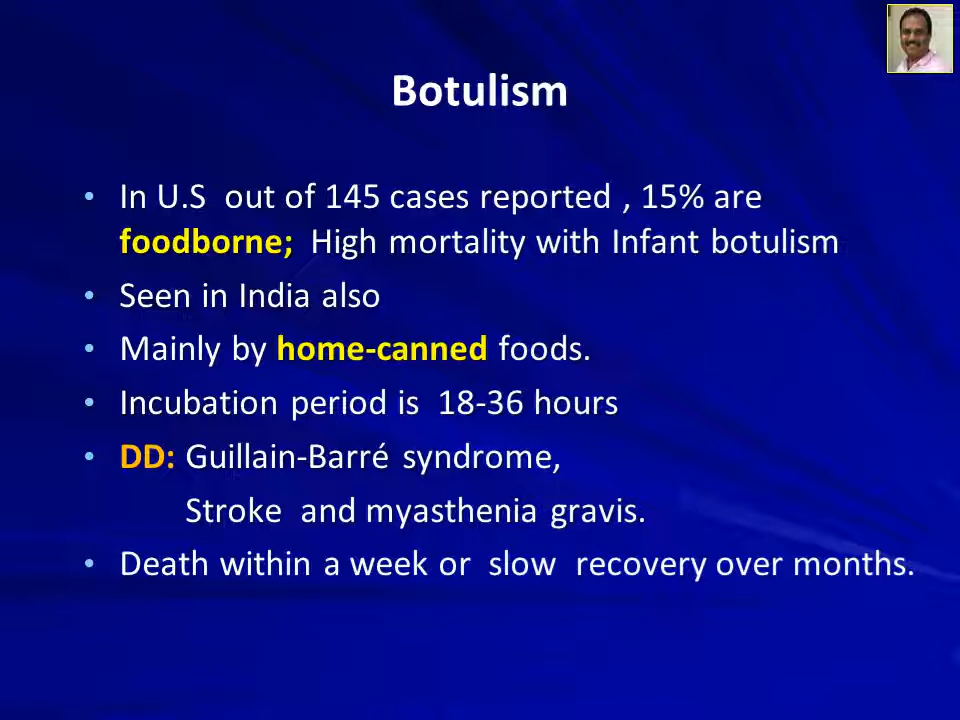 Botulism
• In U.S out of 145 cases reported , 15% are
foodborne; High mortality with Infant botulism
• Seen in India also
• Mainly by home-canned foods.
• Incubation period is 18-36 hours
• DD: Guillain-Barré syndrome,
Stroke and myasthenia gravis.
• Death within a week or slow recovery over months.